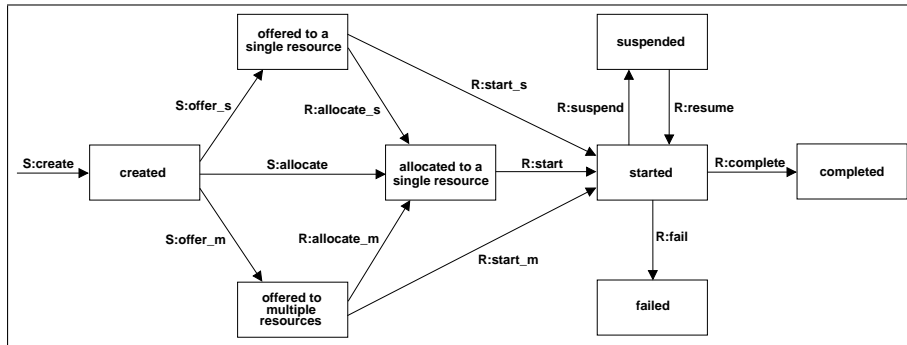 offered to a
single resource
suspended
R:start_s
S:offer_s
R:allocate_s
R:suspend
R:resume
S:create
created
S:allocate
allocated to a
single resource
R:start
started
R:complete
completed
S:offer_m
R:allocate_m
R:start_m
R:fail
offered to
multiple
resources
failed